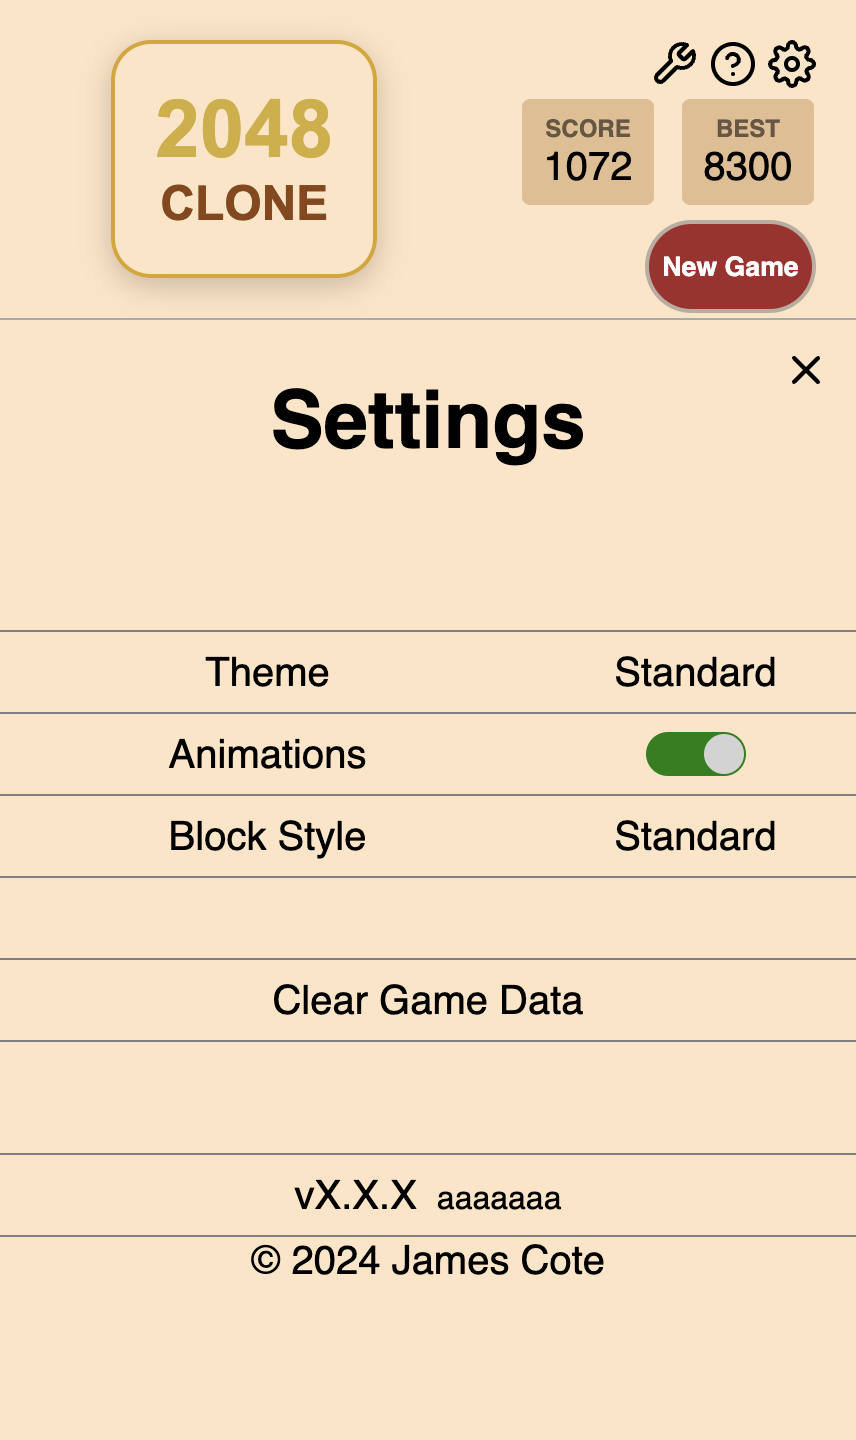 2048
CLONE
SCORE
1072
BEST
8300
New Game
Settings
Theme Standard
Animations
Block Style Standard
Clear Game Data
vX.X.X aaaaaaa
© 2024 James Cote